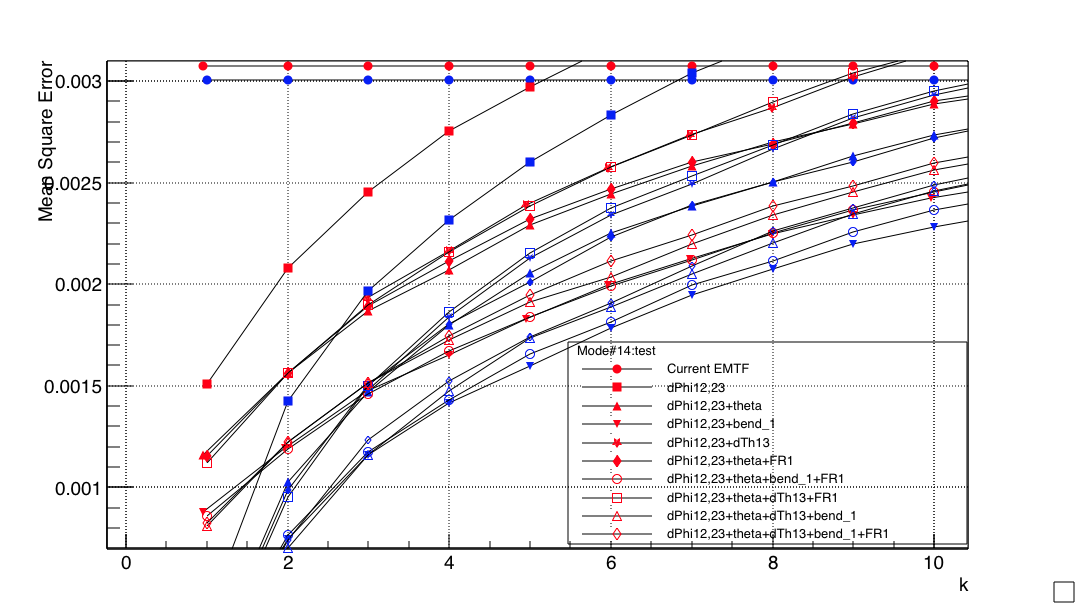 Mean Square Error
0.003
0.0025
0.002
0.0015
0.001
0
2
4
6
8
10
k
Mode#14:test
Current EMTF
dPhi12,23
dPhi12,23+theta
dPhi12,23+bend_1
dPhi12,23+dTh13
dPhi12,23+theta+FR1
dPhi12,23+theta+bend_1+FR1
dPhi12,23+theta+dTh13+FR1
dPhi12,23+theta+dTh13+bend_1
dPhi12,23+theta+dTh13+bend_1+FR1